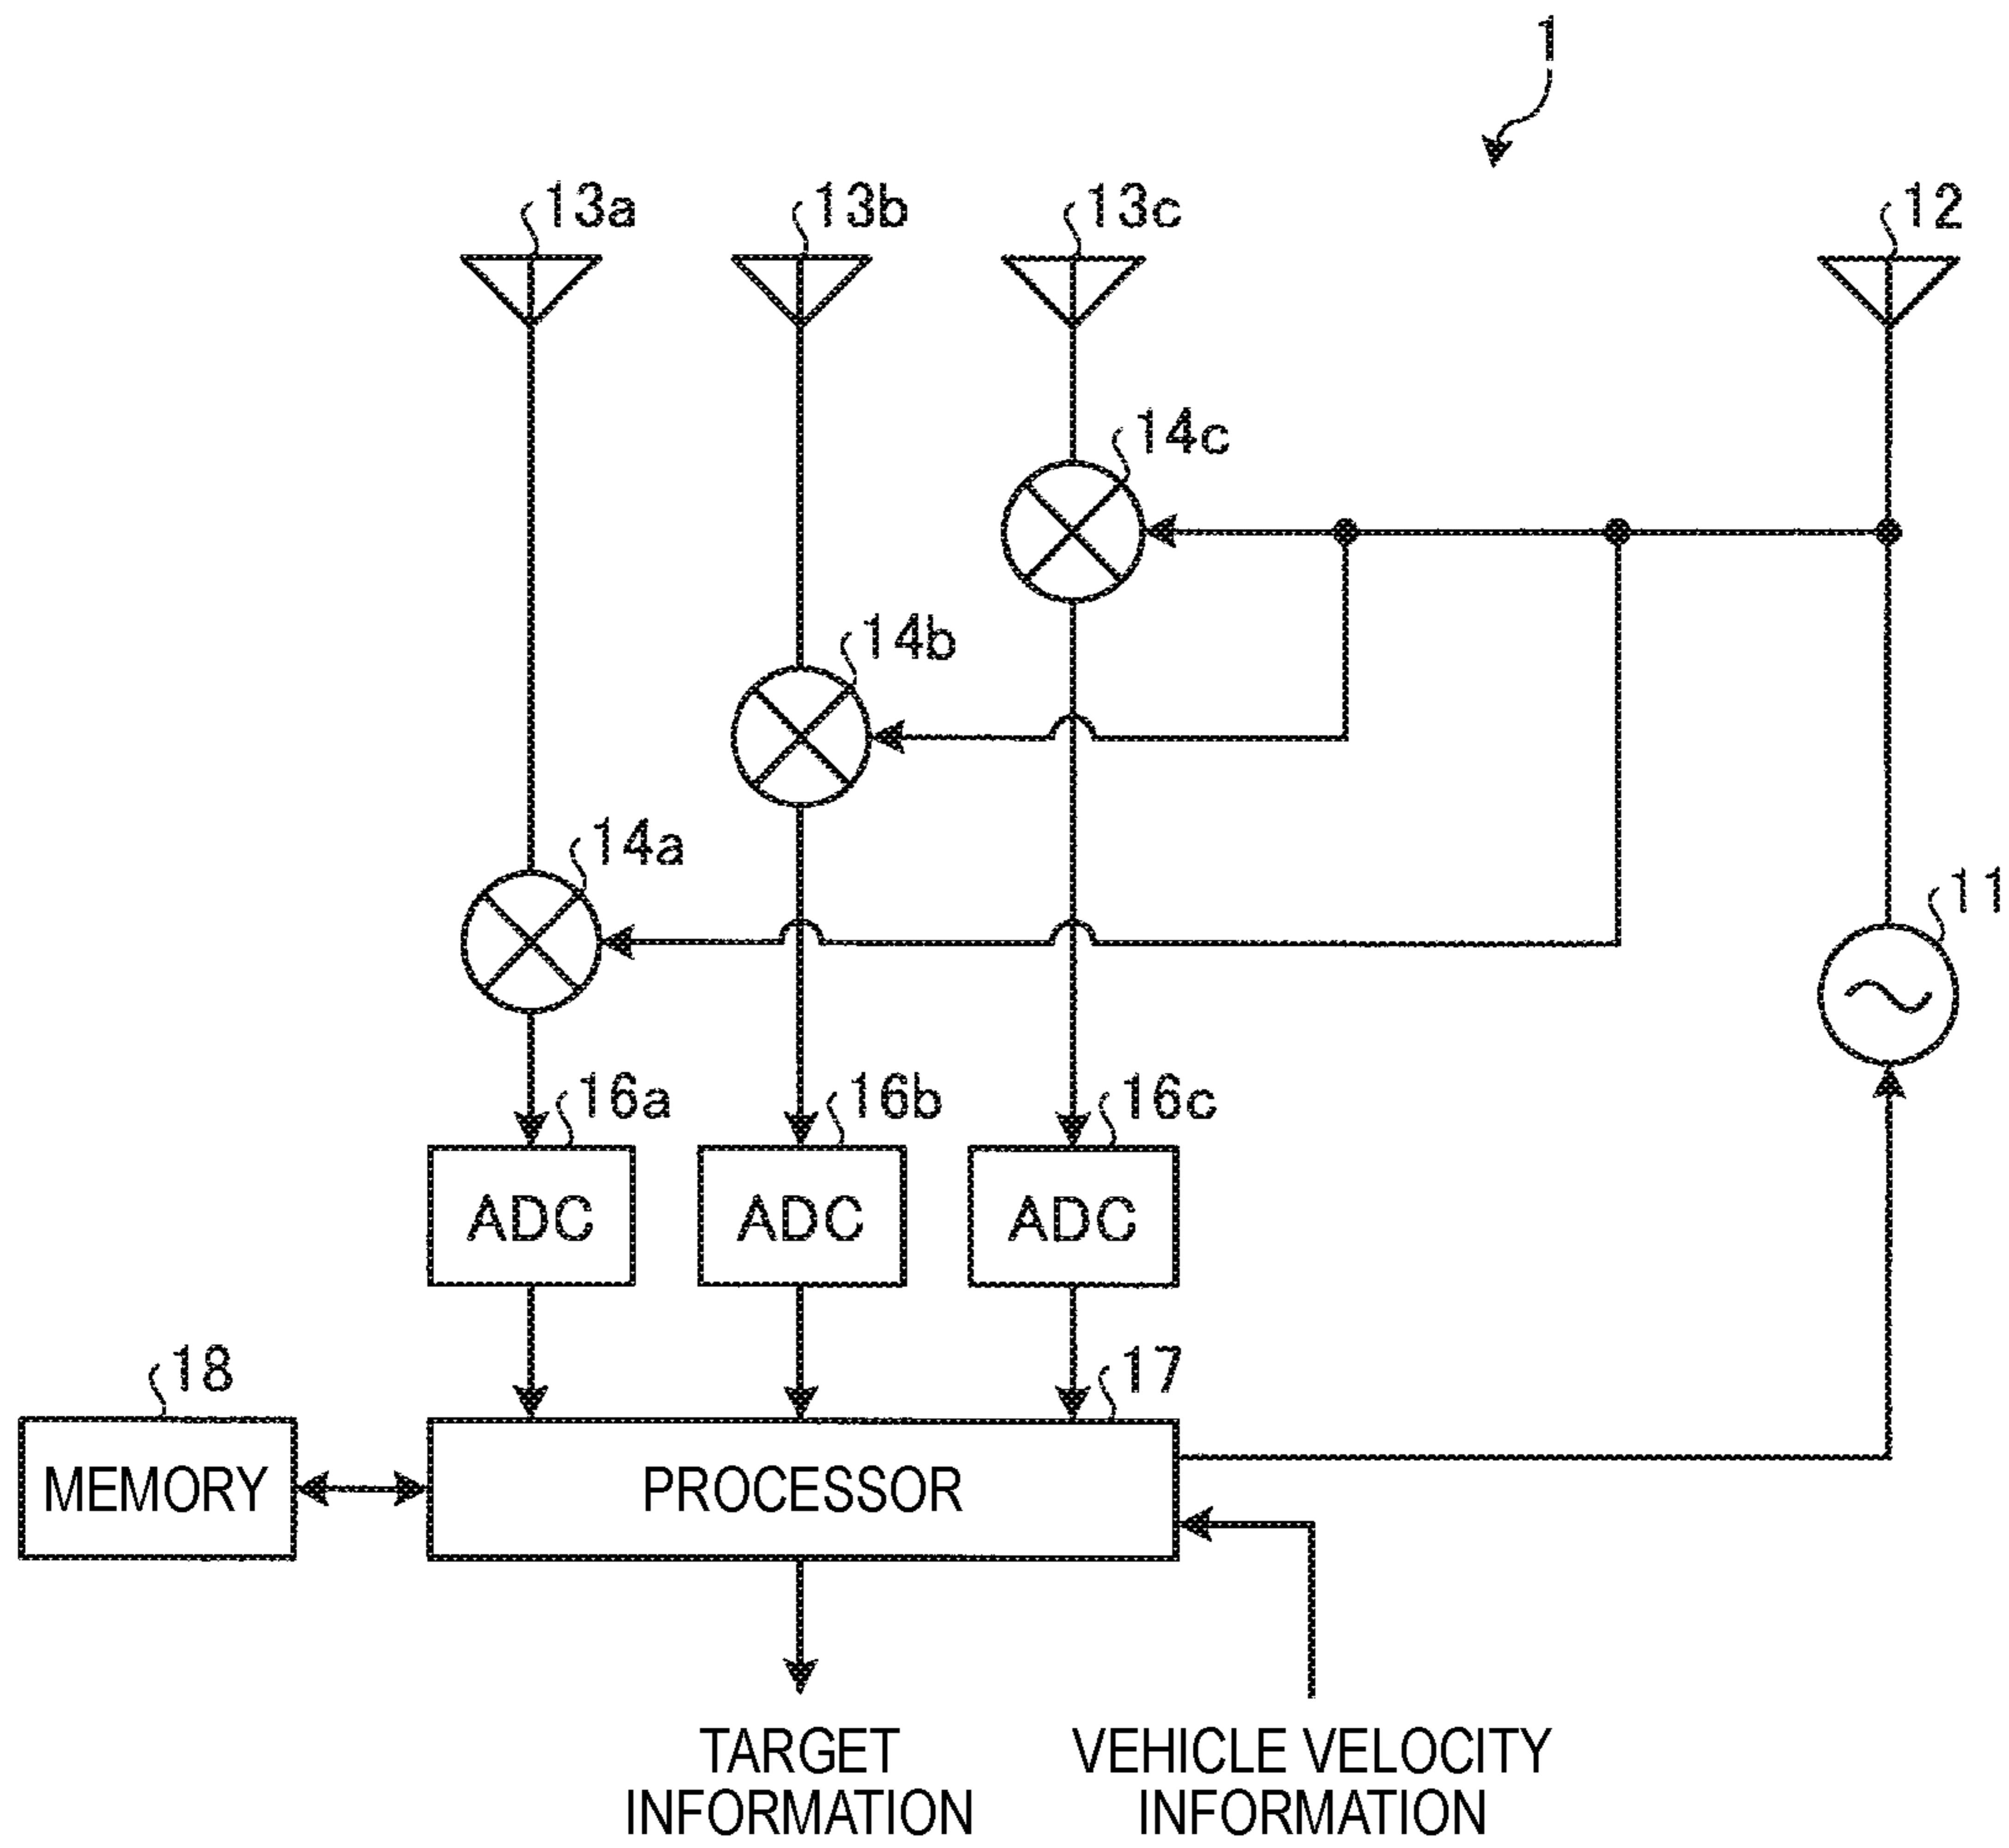 1
13a 13b 13c 12
14c
14b
14a
11
16a 16b 16c
ADC ADC ADC
18 17
MEMORY PROCESSOR
TARGET INFORMATION
VEHICLE VELOCITY INFORMATION